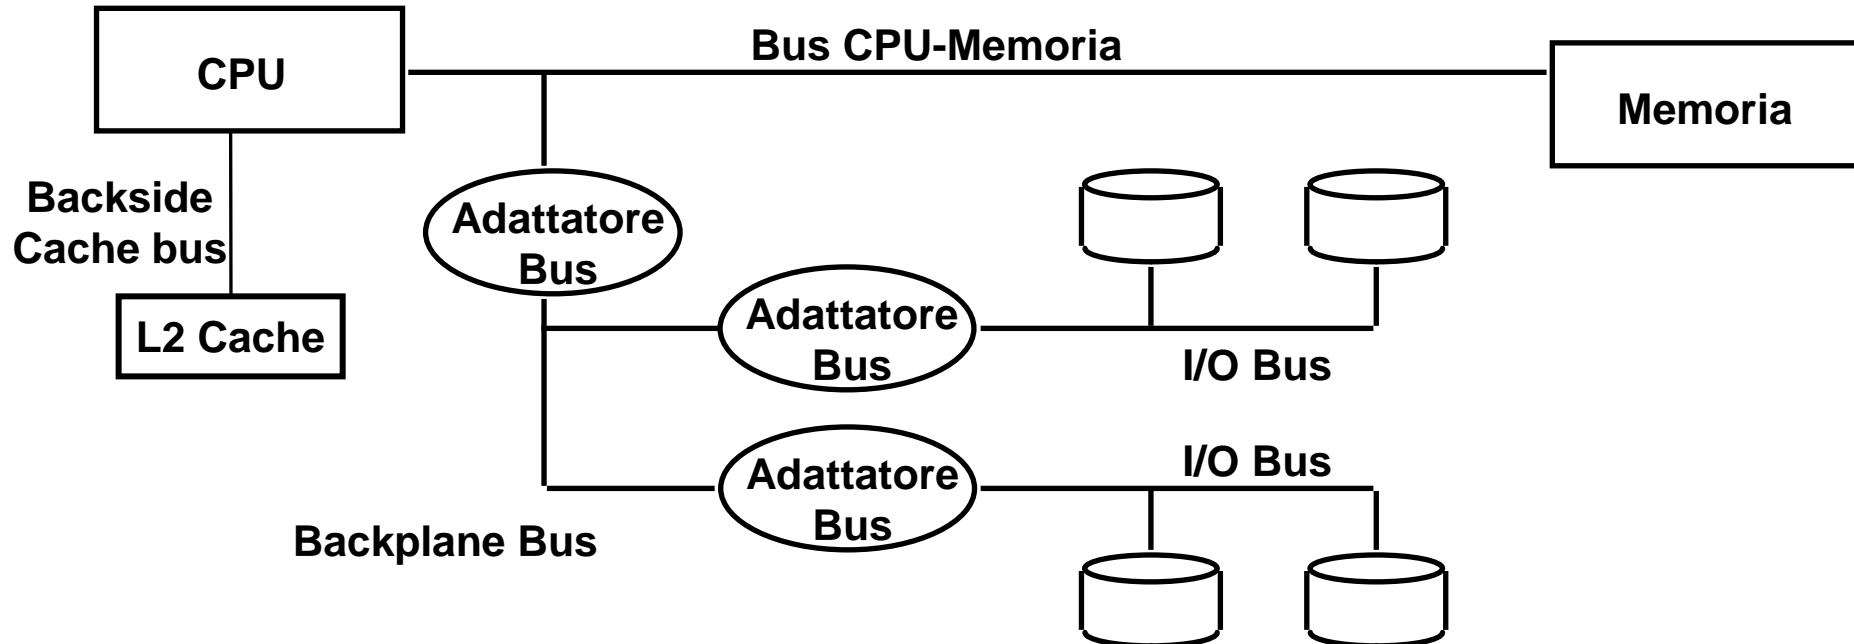 Bus CPU-Memoria
CPU
Memoria
Backside
Cache bus
Adattatore
Bus
L2 Cache
Adattatore
Bus
I/O Bus
I/O Bus
Adattatore
Bus
Backplane Bus